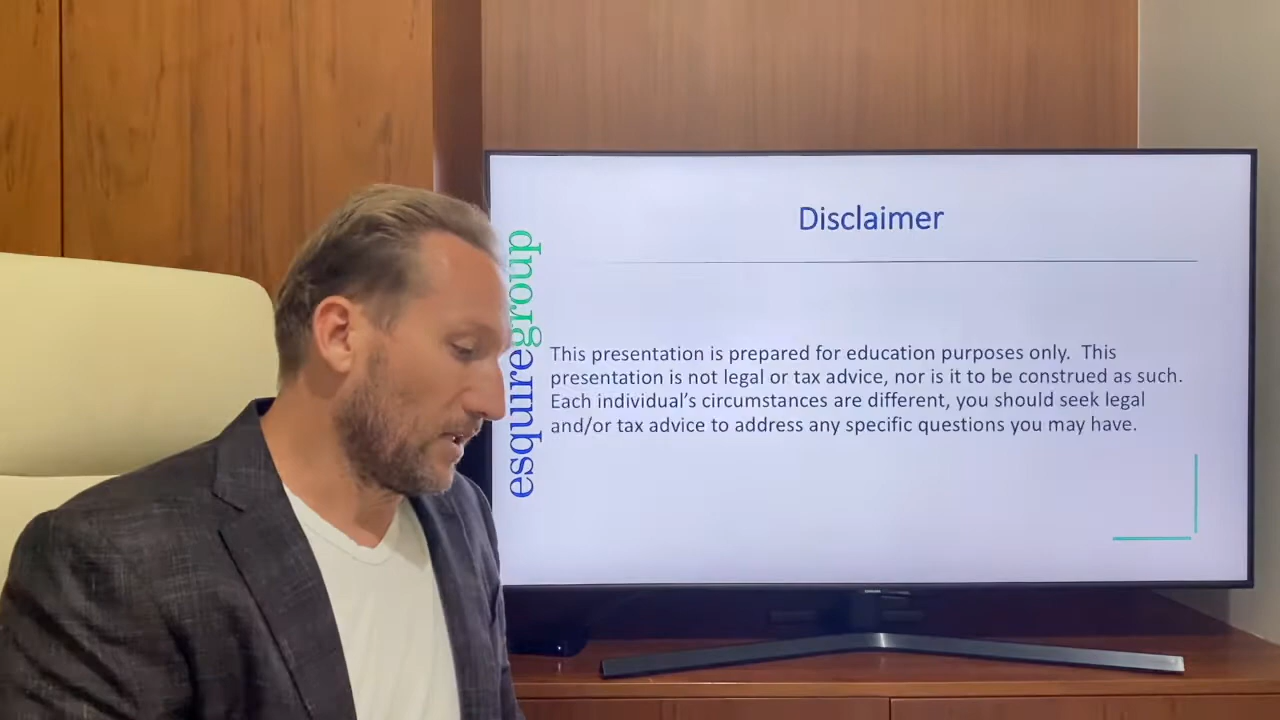 Disclaimer
esquiregroup
This presentation is prepared for education purposes only.  This
presentation is not legal or tax advice, nor is it to be construed as such.
Each individual’s circumstances are different, you should seek legal
and/or tax advice to address any specific questions you may have.
SAMSUNG